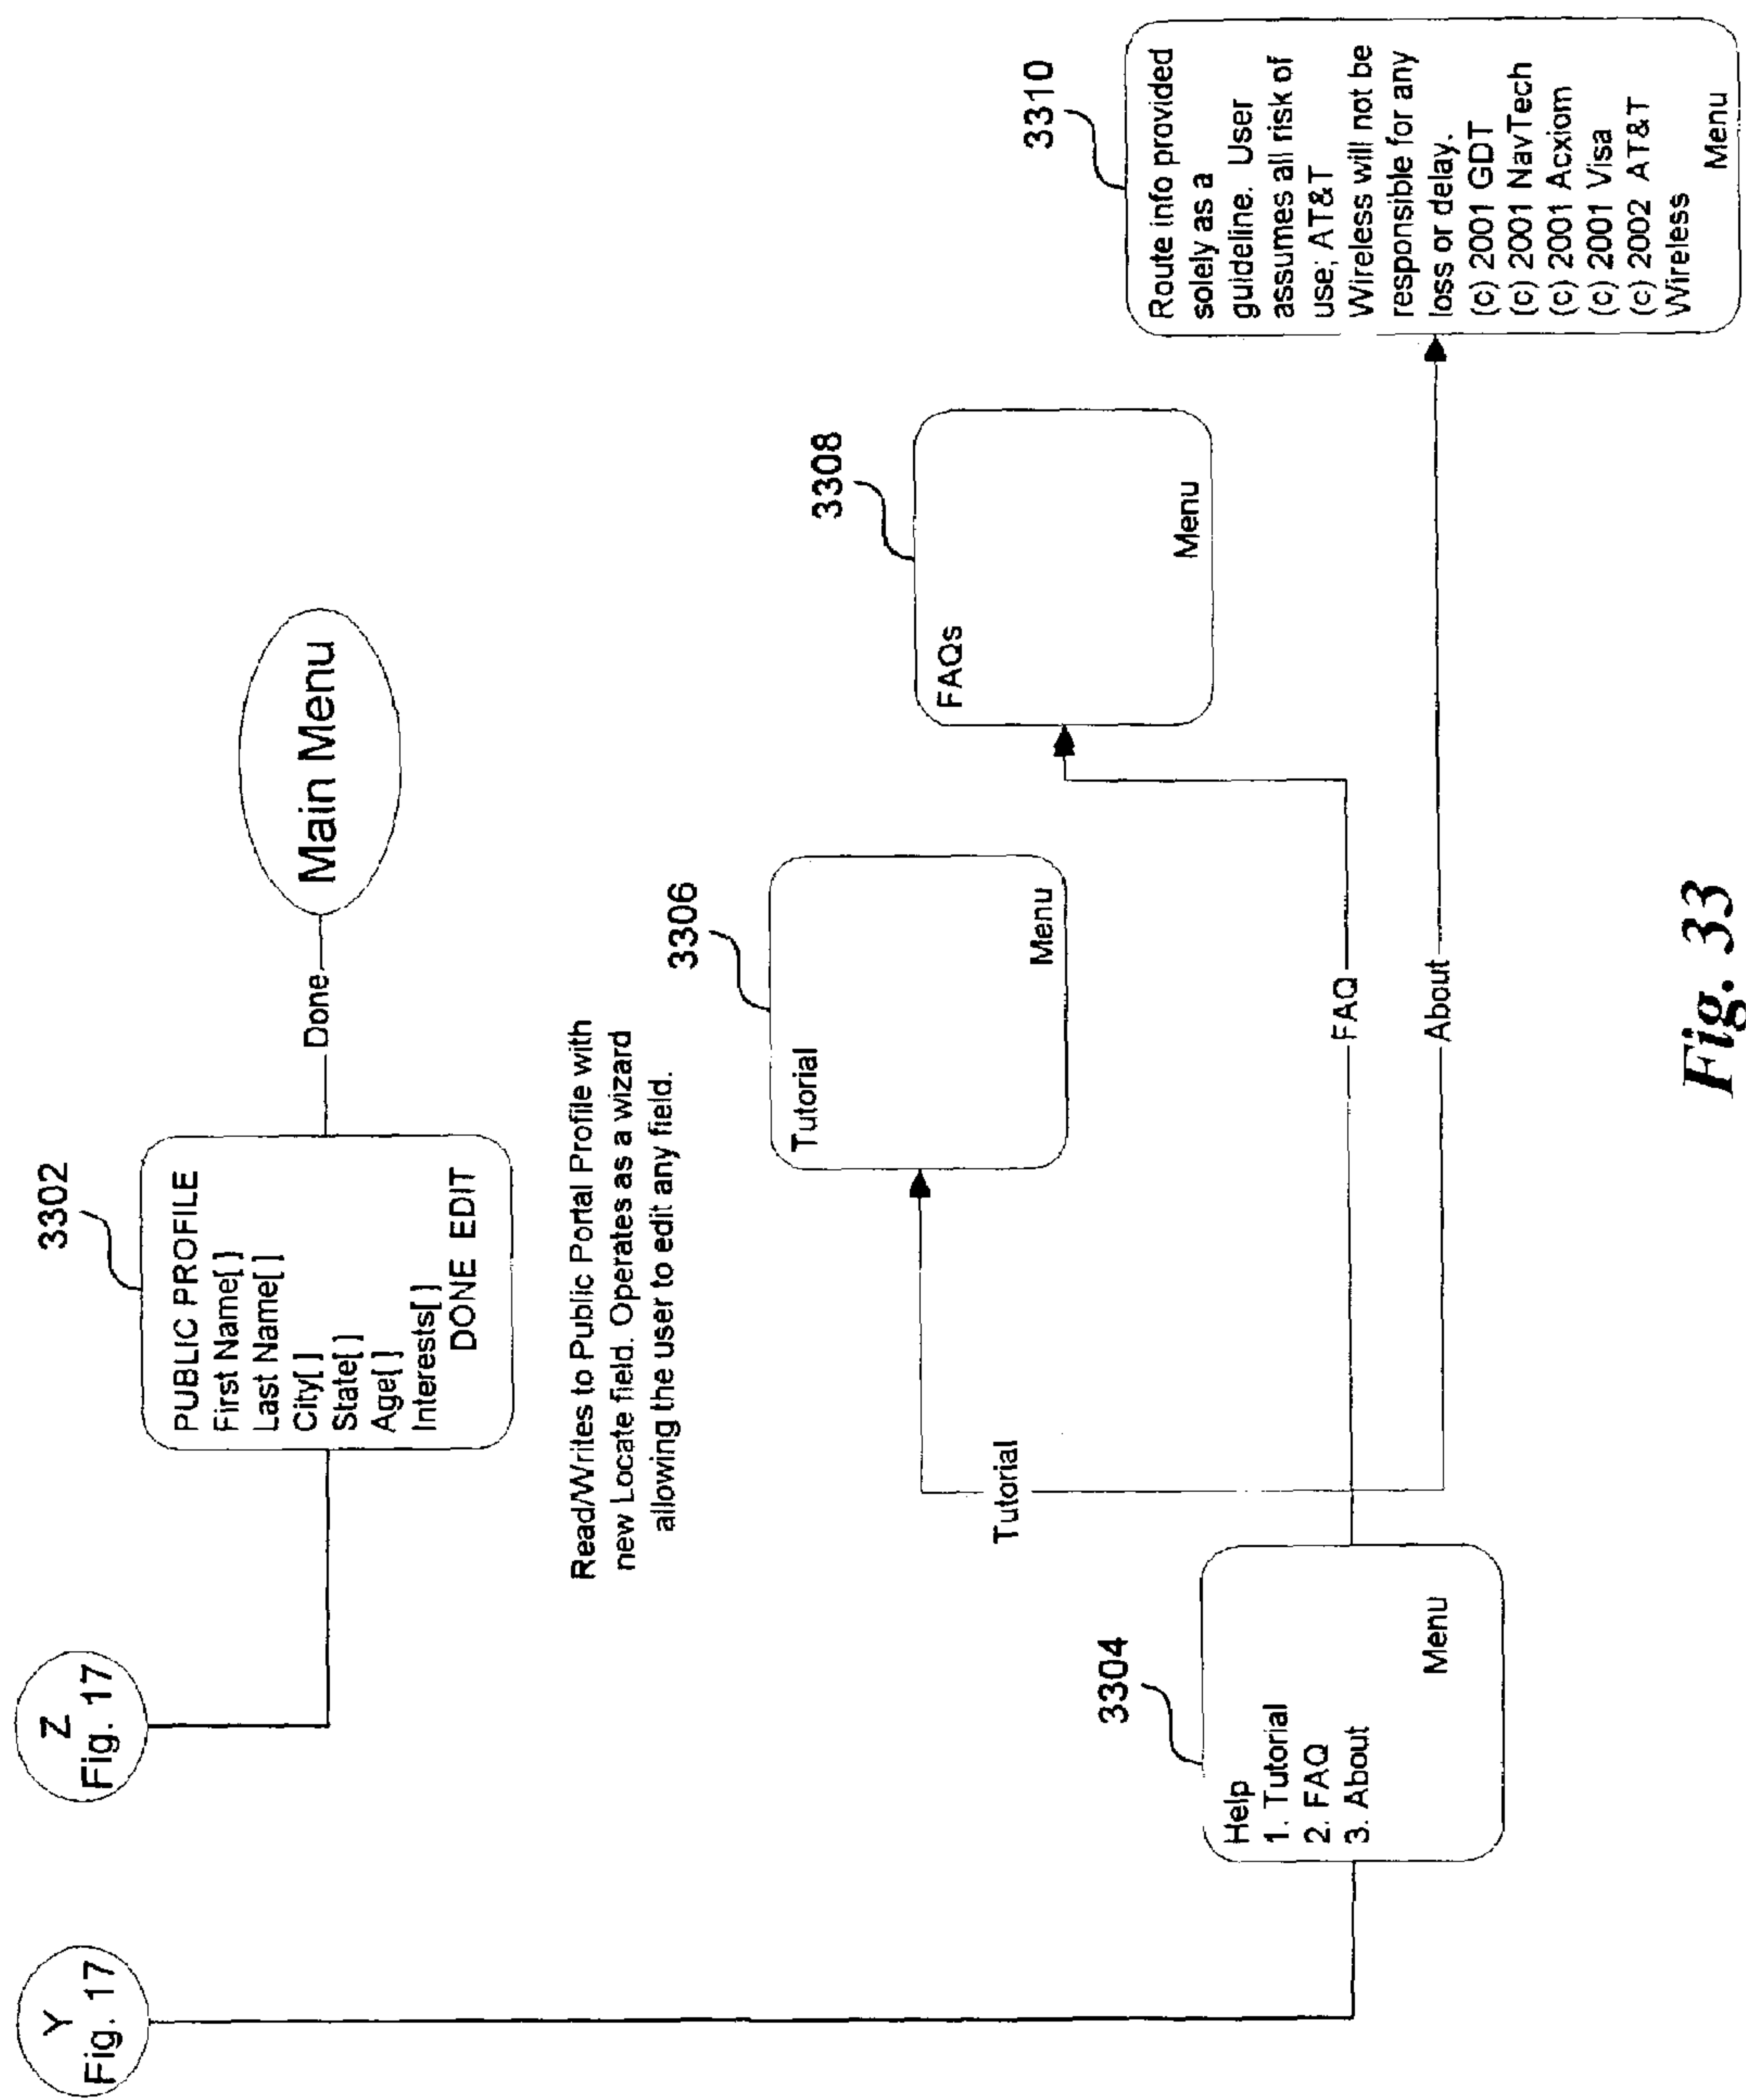 Y
Fig. 17
Z
Fig. 17
3302
PUBLIC PROFILE
First Name[ ]
Last Name[ ]
City[ ]
State[ ]
Age[ ]
Interests[ ]
DONE EDIT
Done
Main Menu
Read/Writes to Public Portal Profile with
new Locate field. Operates as a wizard
allowing the user to edit any field.
3304
Help
1. Tutorial
2. FAQ
3. About
Menu
Tutorial
FAQ
About
3306
Tutorial
Menu
3308
FAQs
Menu
3310
Route info provided
solely as a
guideline. User
assumes all risk of
use; AT&T
Wireless will not be
responsible for any
loss or delay.
(c) 2001 GDT
(c) 2001 NavTech
(c) 2001 Acxiom
(c) 2001 Visa
(c) 2002 AT&T
Wireless
Menu
Fig. 33